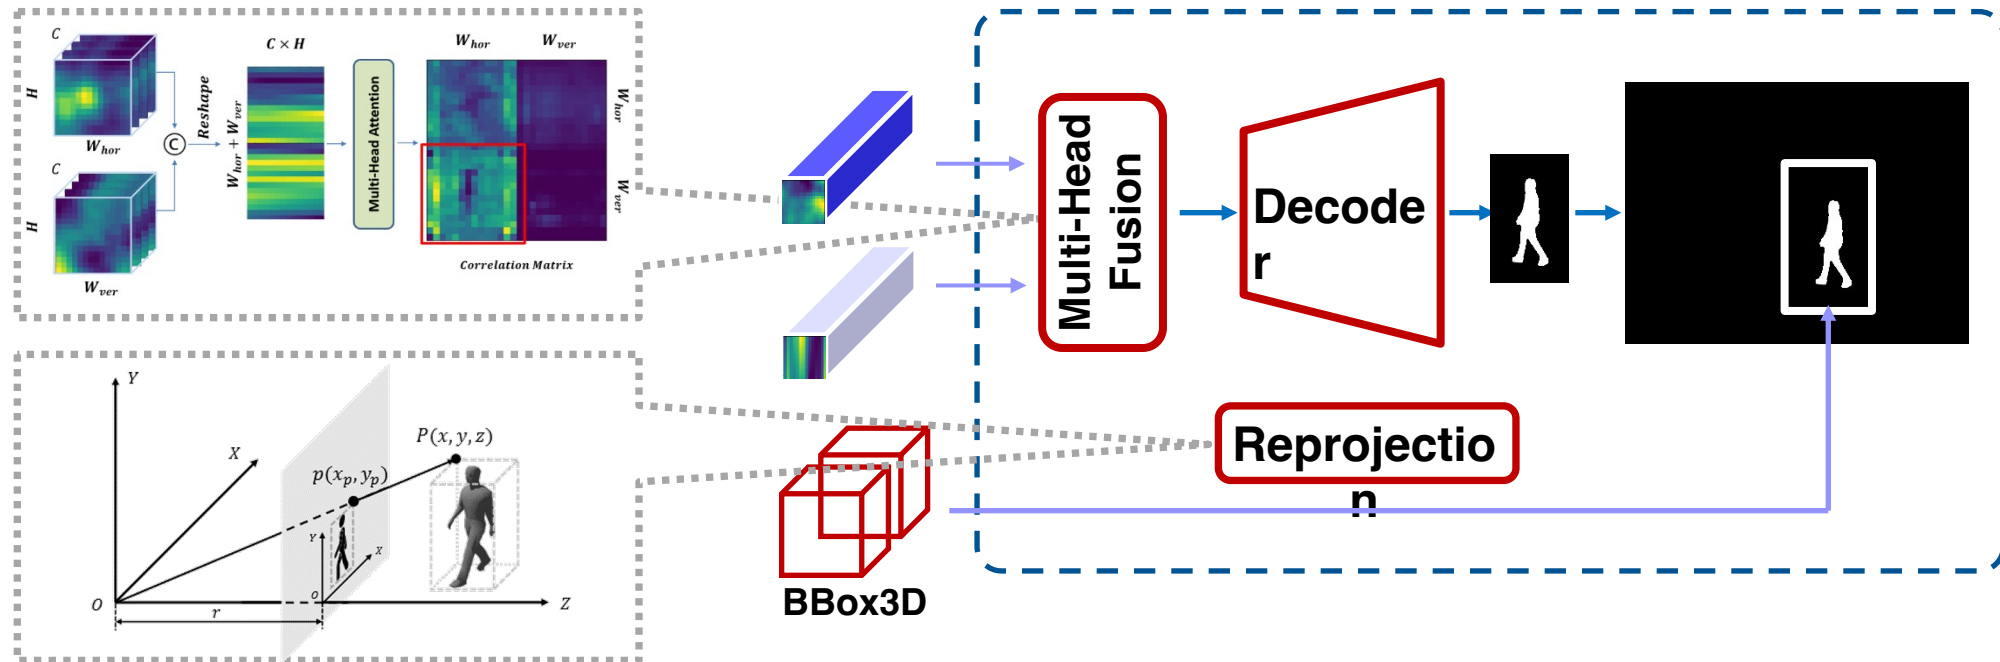 C
H
W_hor
C
H
W_ver
C
Reshape
C × H
W_hor + W_ver
Multi-Head Attention
W_hor
W_ver
W_hor
W_ver
Correlation Matrix
Y
X
P(x, y, z)
p(x_p, y_p)
Y
X
O
O
Z
r
BBox3D
Multi-Head
Fusion
Decode
r
Reprojectio
n